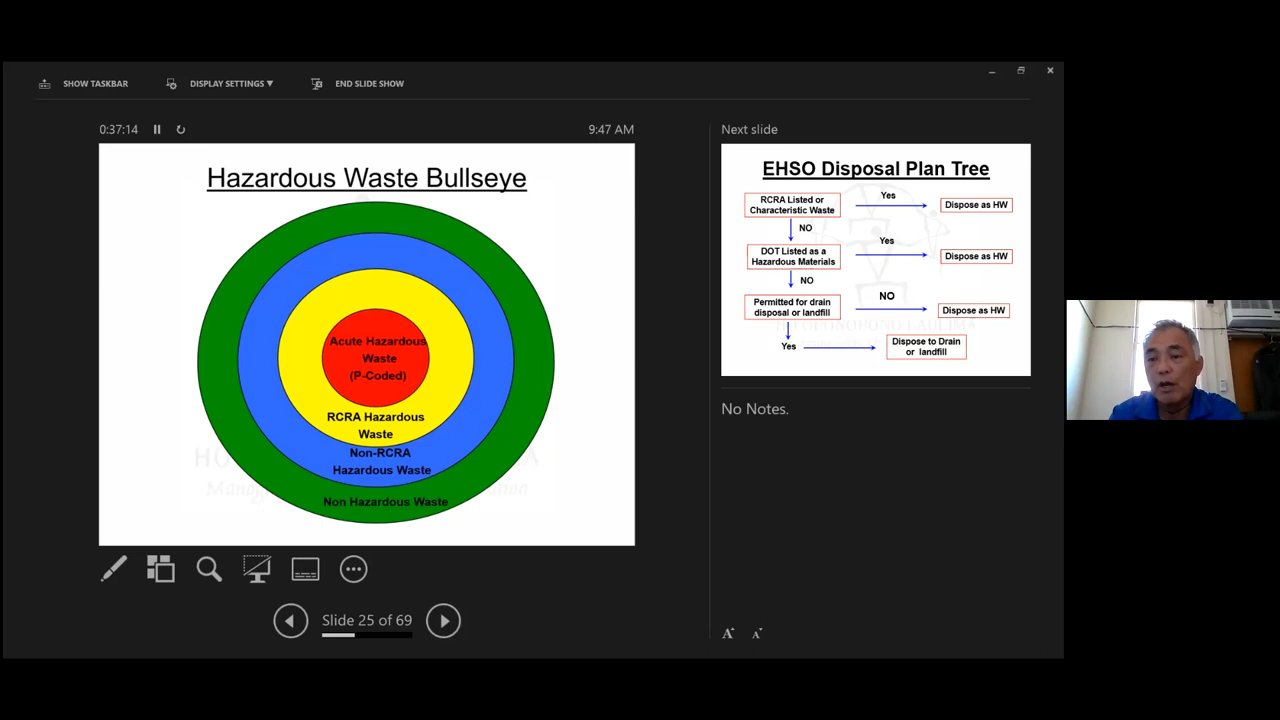 SHOW TASKBAR
DISPLAY SETTINGS ▼
END SLIDE SHOW
0:37:14
9:47 AM
Hazardous Waste Bullseye
Acute Hazardous
Waste
(P-Coded)
RCRA Hazardous
Waste
Non-RCRA
Hazardous Waste
Non Hazardous Waste
Slide 25 of 69
Next slide
EHSO Disposal Plan Tree
RCRA Listed or
Characteristic Waste
Yes
Dispose as HW
NO
DOT Listed as a
Hazardous Materials
Yes
Dispose as HW
NO
Permitted for drain
disposal or landfill
NO
Dispose as HW
Yes
Dispose to Drain
or landfill
No Notes.
A
A